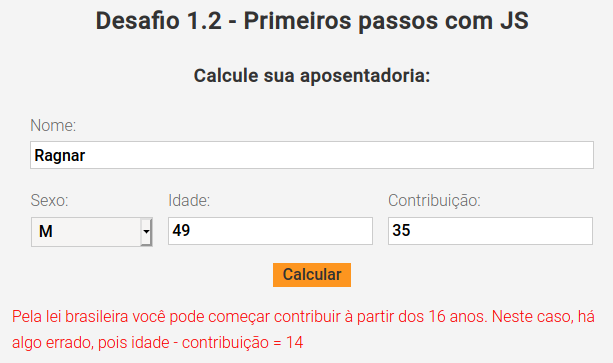 Desafio 1.2 - Primeiros passos com JS
Calcule sua aposentadoria:
Nome:
Ragnar
Sexo: Idade: Contribuição:
M 49 35
Calcular
Pela lei brasileira você pode começar contribuir à partir dos 16 anos. Neste caso, há
algo errado, pois idade - contribuição = 14